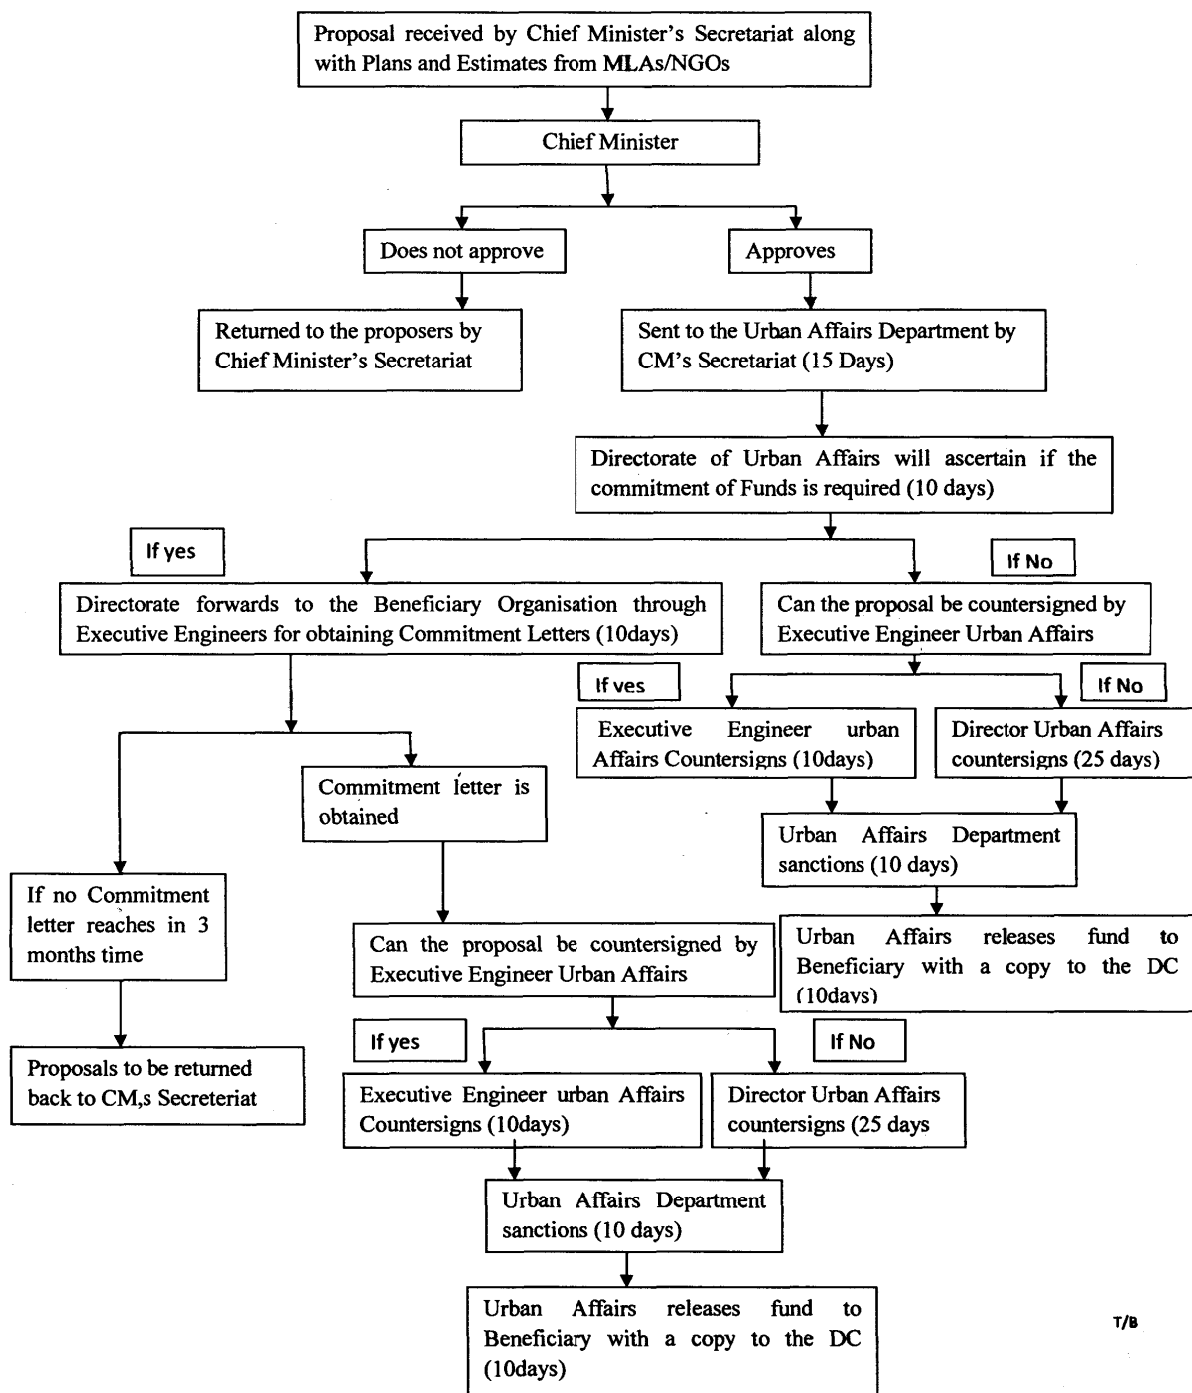 Proposal received by Chief Minister's Secretariat along
with Plans and Estimates from MLAs/NGOs
Chief Minister
Does not approve
Approves
Returned to the proposers by
Chief Minister's Secretariat
Sent to the Urban Affairs Department by
CM's Secretariat (15 Days)
Directorate of Urban Affairs will ascertain if the
commitment of Funds is required (10 days)
If yes
If No
Directorate forwards to the Beneficiary Organisation through
Executive Engineers for obtaining Commitment Letters (10days)
Can the proposal be countersigned by
Executive Engineer Urban Affairs
If yes
If No
Executive Engineer urban
Affairs Countersigns (10days)
Director Urban Affairs
countersigns (25 days)
Commitment letter is
obtained
Urban Affairs Department
sanctions (10 days)
If no Commitment
letter reaches in 3
months time
Can the proposal be countersigned by
Executive Engineer Urban Affairs
Urban Affairs releases fund to
Beneficiary with a copy to the DC
(10days)
If yes
If No
Proposals to be returned
back to CM,s Secreteriat
Executive Engineer urban Affairs
Countersigns (10days)
Director Urban Affairs
countersigns (25 days
Urban Affairs Department
sanctions (10 days)
Urban Affairs releases fund to
Beneficiary with a copy to the DC
(10days)
T/B